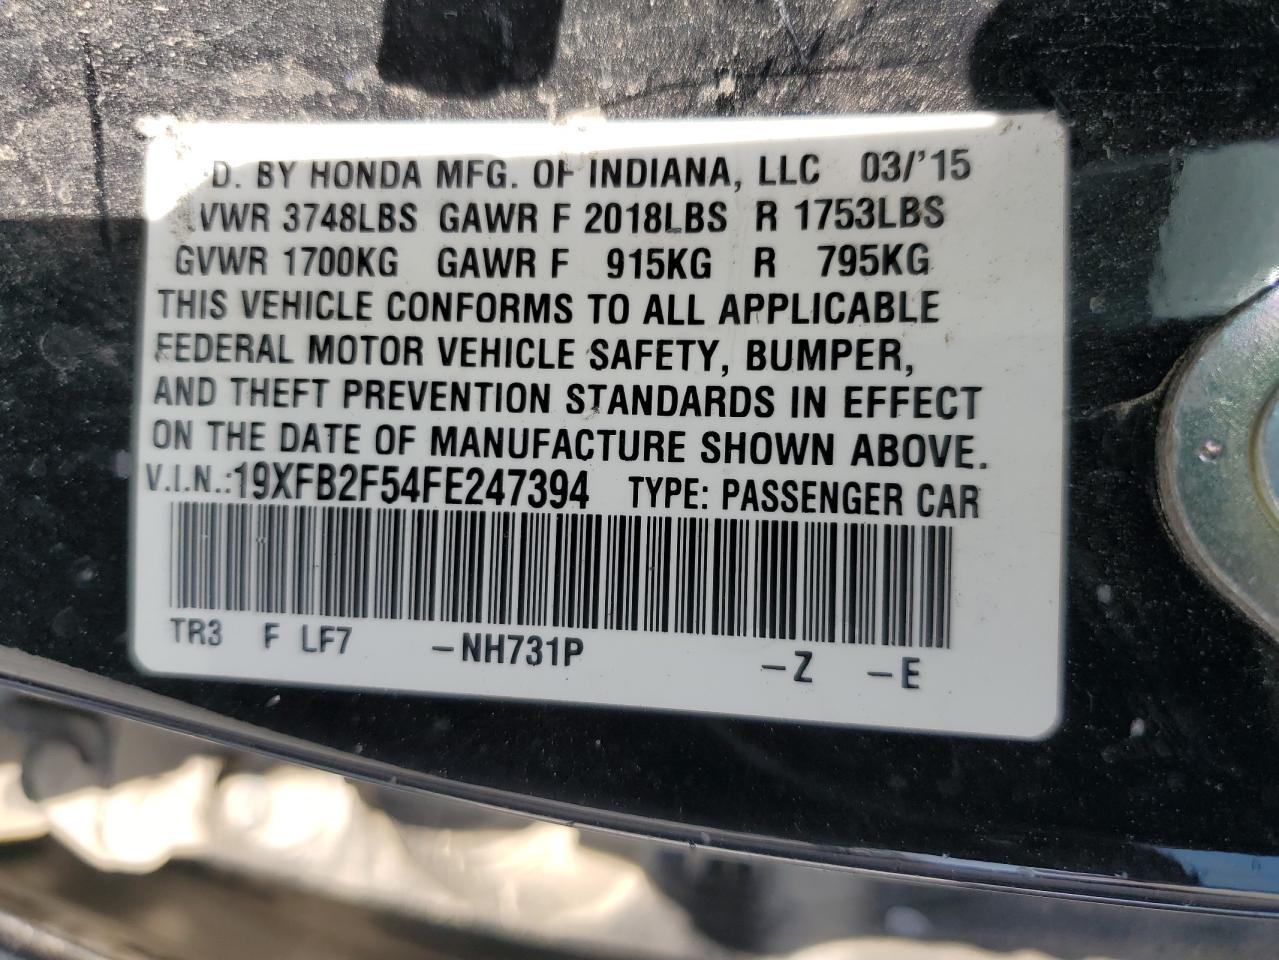 D. BY HONDA MFG. OF INDIANA, LLC 03/'15
VWR 3748LBS GAWR F 2018LBS R 1753LBS
GVWR 1700KG GAWR F 915KG R 795KG
THIS VEHICLE CONFORMS TO ALL APPLICABLE
FEDERAL MOTOR VEHICLE SAFETY, BUMPER,
AND THEFT PREVENTION STANDARDS IN EFFECT
ON THE DATE OF MANUFACTURE SHOWN ABOVE.
V.I.N.:19XFB2F54FE247394 TYPE: PASSENGER CAR
TR3 F LF7 -NH731P -Z -E